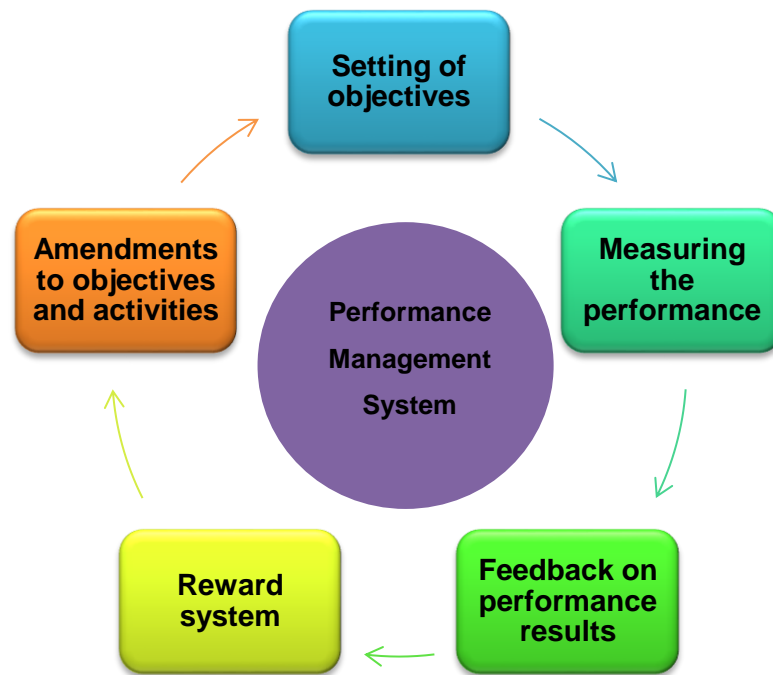 Setting of
objectives
Measuring
the
performance
Feedback on
performance
results
Reward
system
Amendments
to objectives
and activities
Performance
Management
System